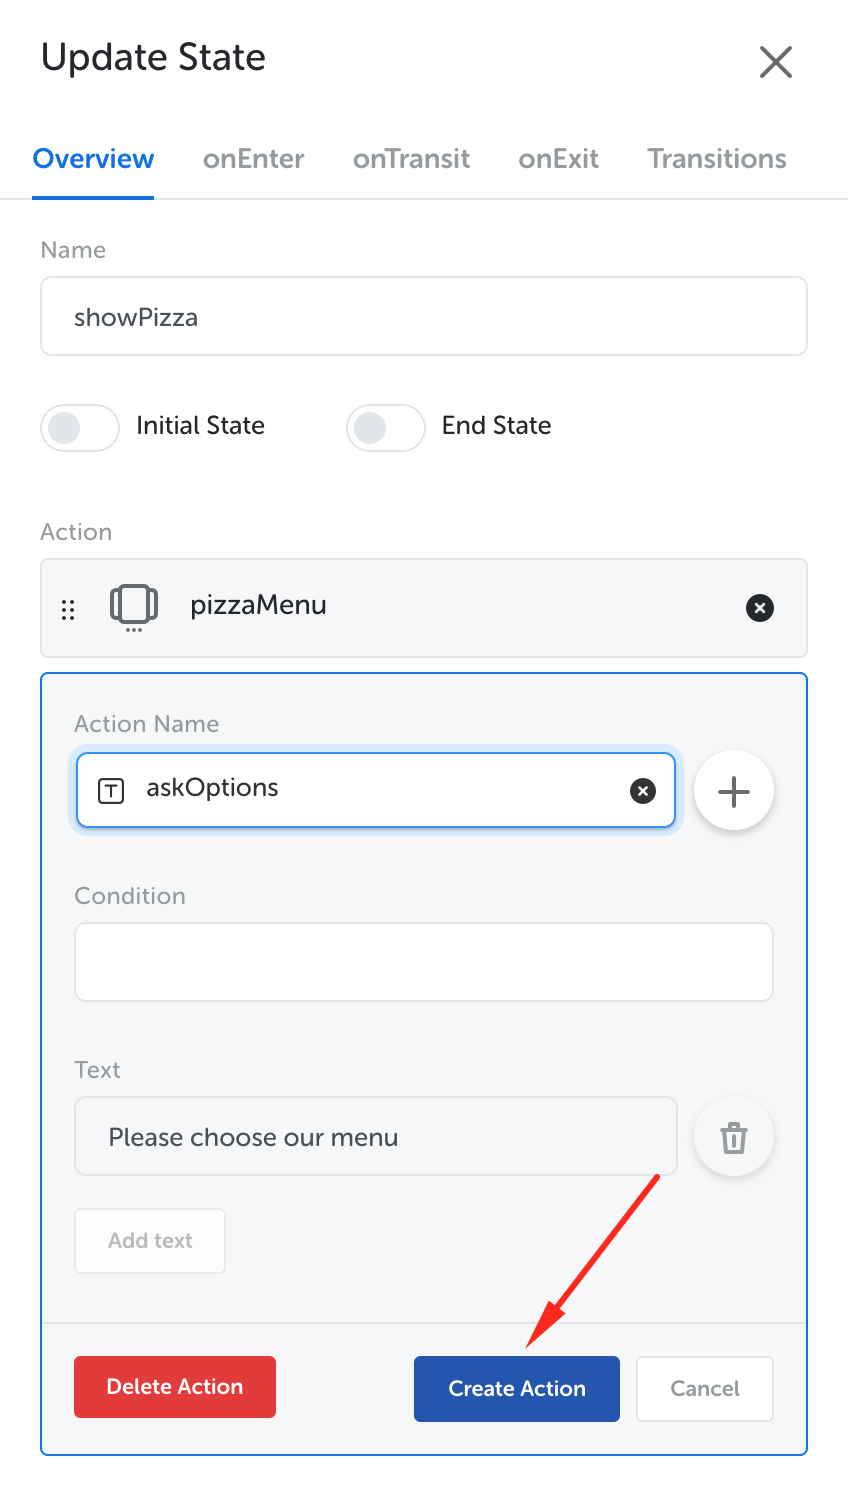 Update State
Overview onEnter onTransit onExit Transitions
Name
showPizza
Initial State End State
Action
pizzaMenu
Action Name
T askOptions
Condition
Text
Please choose our menu
Add text
Delete Action Create Action Cancel